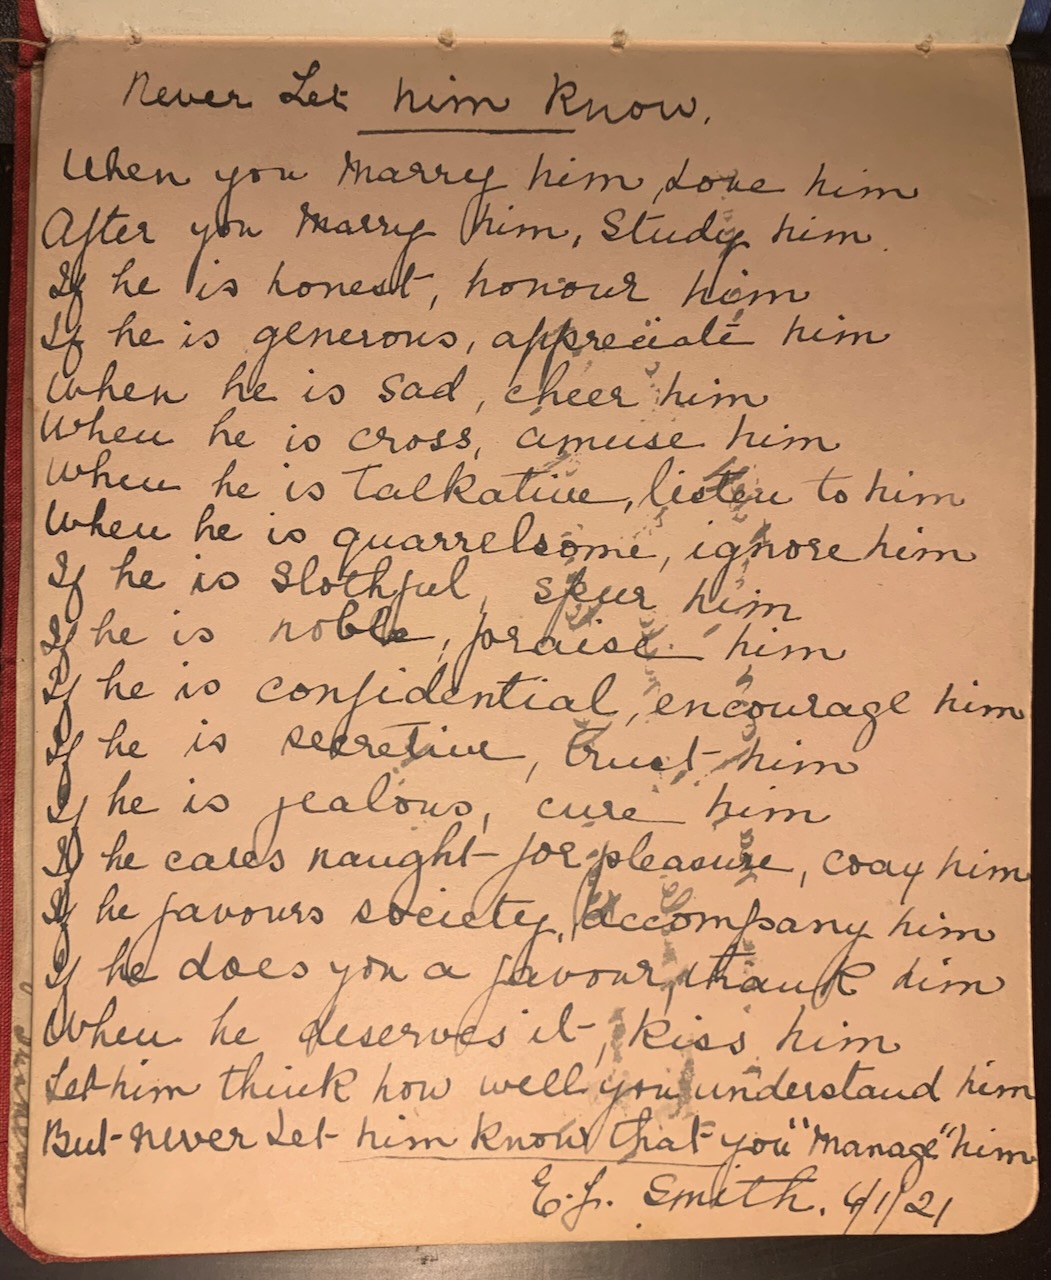 Never Let him Know.
When you Marry him, Love him
After you Marry him, Study him.
If he is honest, honour him
If he is generous, appreciate him
When he is Sad, cheer him
When he is cross, amuse him
When he is talkative, listen to him
When he is quarrelsome, ignore him
If he is slothful, spur him
If he is noble, praise him
If he is confidential, encourage him
If he is secretive, trust him
If he is jealous, cure him
If he cares naught for pleasure, coax him
If he favours society, accompany him
If he does you a favour, thank him
When he deserves it, kiss him
Let him think how well you understand him
But never Let him know that you "Manage" him
E.J. Smith. 6/1/21